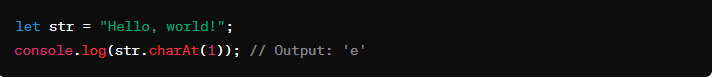 let str = "Hello, world!";
console.log(str.charAt(1)); // Output: 'e'